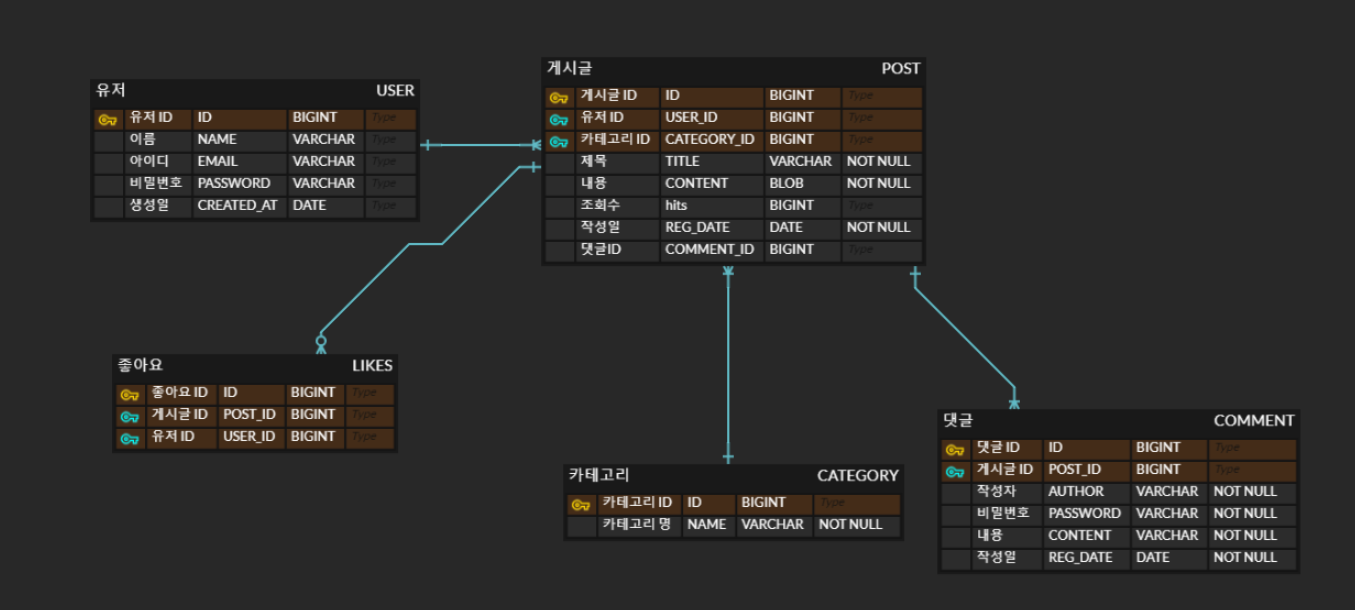 유저 USER
유저 ID ID BIGINT Type
이름 NAME VARCHAR Type
아이디 EMAIL VARCHAR Type
비밀번호 PASSWORD VARCHAR Type
생성일 CREATED_AT DATE Type
게시글 POST
게시글 ID ID BIGINT Type
유저 ID USER_ID BIGINT Type
카테고리 ID CATEGORY_ID BIGINT Type
제목 TITLE VARCHAR NOT NULL
내용 CONTENT BLOB NOT NULL
조회수 hits BIGINT Type
작성일 REG_DATE DATE NOT NULL
댓글ID COMMENT_ID BIGINT Type
좋아요 LIKES
좋아요 ID ID BIGINT Type
게시글 ID POST_ID BIGINT Type
유저 ID USER_ID BIGINT Type
카테고리 CATEGORY
카테고리 ID ID BIGINT Type
카테고리 명 NAME VARCHAR NOT NULL
댓글 COMMENT
댓글 ID ID BIGINT Type
게시글 ID POST_ID BIGINT Type
작성자 AUTHOR VARCHAR NOT NULL
비밀번호 PASSWORD VARCHAR NOT NULL
내용 CONTENT VARCHAR NOT NULL
작성일 REG_DATE DATE NOT NULL